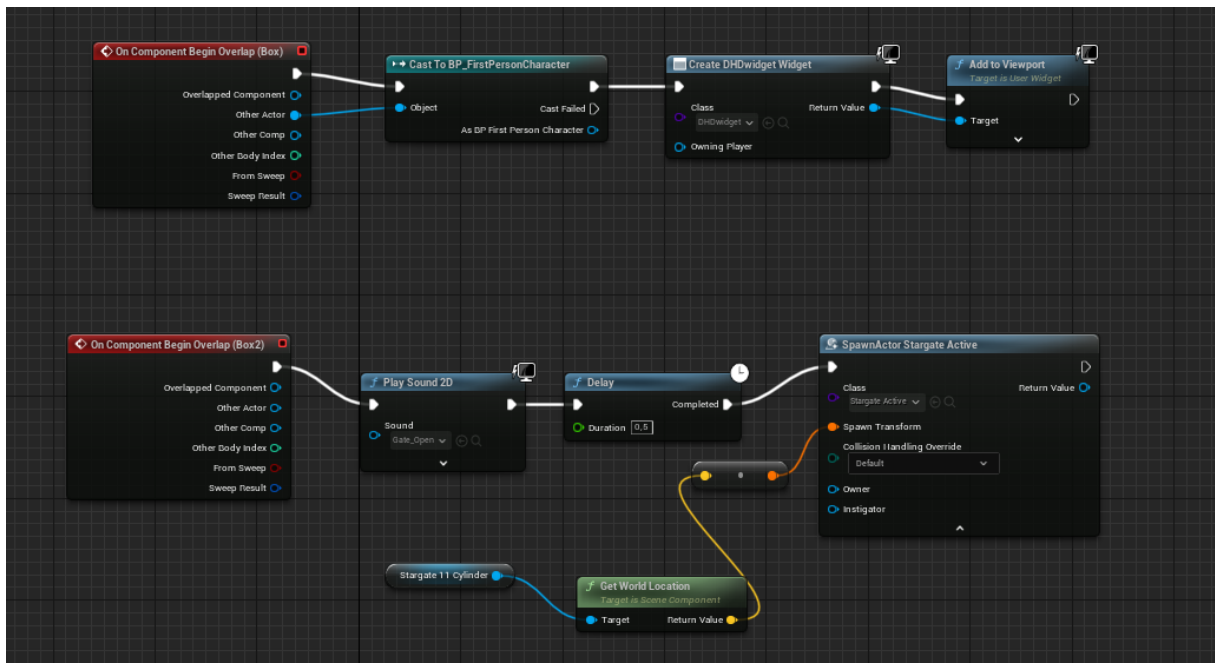 On Component Begin Overlap (Box)
Overlapped Component
Other Actor
Other Comp
Other Body Index
From Sweep
Sweep Result
Cast To BP_FirstPersonCharacter
Object
Cast Failed
As BP First Person Character
Create DHDwidget Widget
Class
DHDwidget
Return Value
Owning Player
f Add to Viewport
Target is User Widget
Target
On Component Begin Overlap (Box2)
Overlapped Component
Other Actor
Other Comp
Other Body Index
From Sweep
Sweep Result
f Play Sound 2D
Sound
Gate_Open
f Delay
Completed
Duration 0,5
SpawnActor Stargate Active
Class
Stargate Active
Return Value
Spawn Transform
Collision Handling Override
Default
Owner
Instigator
Stargate 11 Cylinder
f Get World Location
Target is Scene Component
Target
Return Value